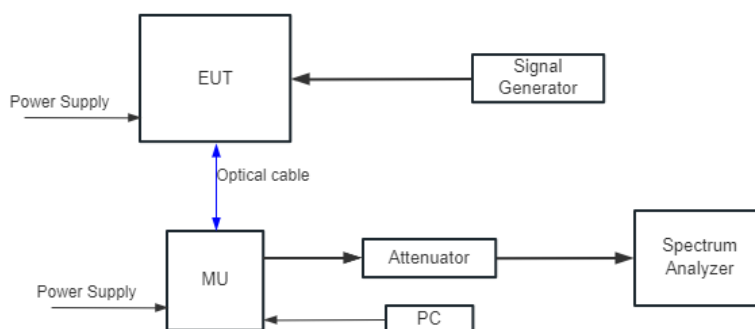 EUT
Signal
Generator
Power Supply
Optical cable
MU
Attenuator
Spectrum
Analyzer
Power Supply
PC